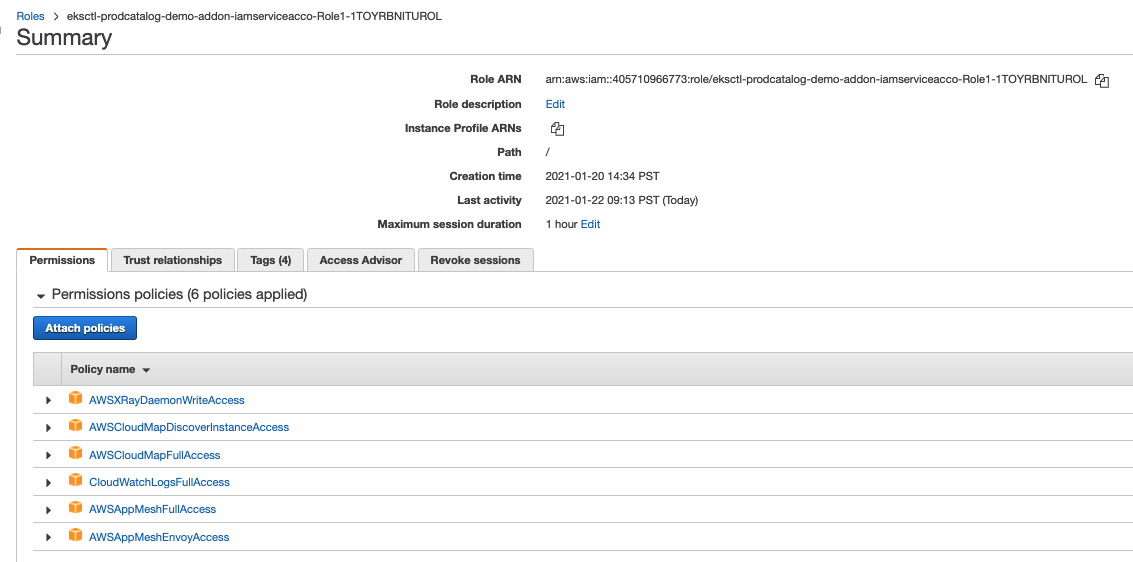 Roles > eksctl-prodcatalog-demo-addon-iamserviceacco-Role1-1TOYRBNITUROL
Summary
Role ARN arn:aws:iam::405710966773:role/eksctl-prodcatalog-demo-addon-iamserviceacco-Role1-1TOYRBNITUROL
Role description Edit
Instance Profile ARNs
Path /
Creation time 2021-01-20 14:34 PST
Last activity 2021-01-22 09:13 PST (Today)
Maximum session duration 1 hour Edit
Permissions Trust relationships Tags (4) Access Advisor Revoke sessions
Permissions policies (6 policies applied)
Attach policies
Policy name
AWSXRayDaemonWriteAccess
AWSCloudMapDiscoverInstanceAccess
AWSCloudMapFullAccess
CloudWatchLogsFullAccess
AWSAppMeshFullAccess
AWSAppMeshEnvoyAccess